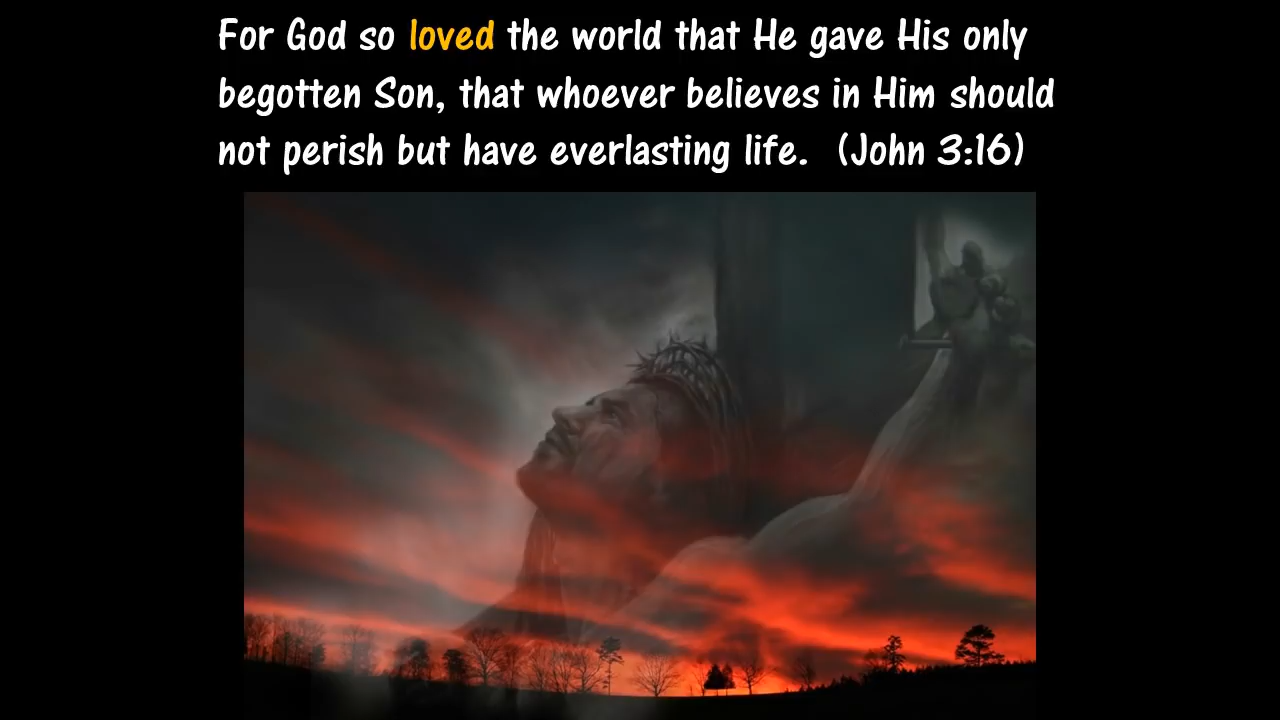 For God so loved the world that He gave His only
begotten Son, that whoever believes in Him should
not perish but have everlasting life.  (John 3:16)